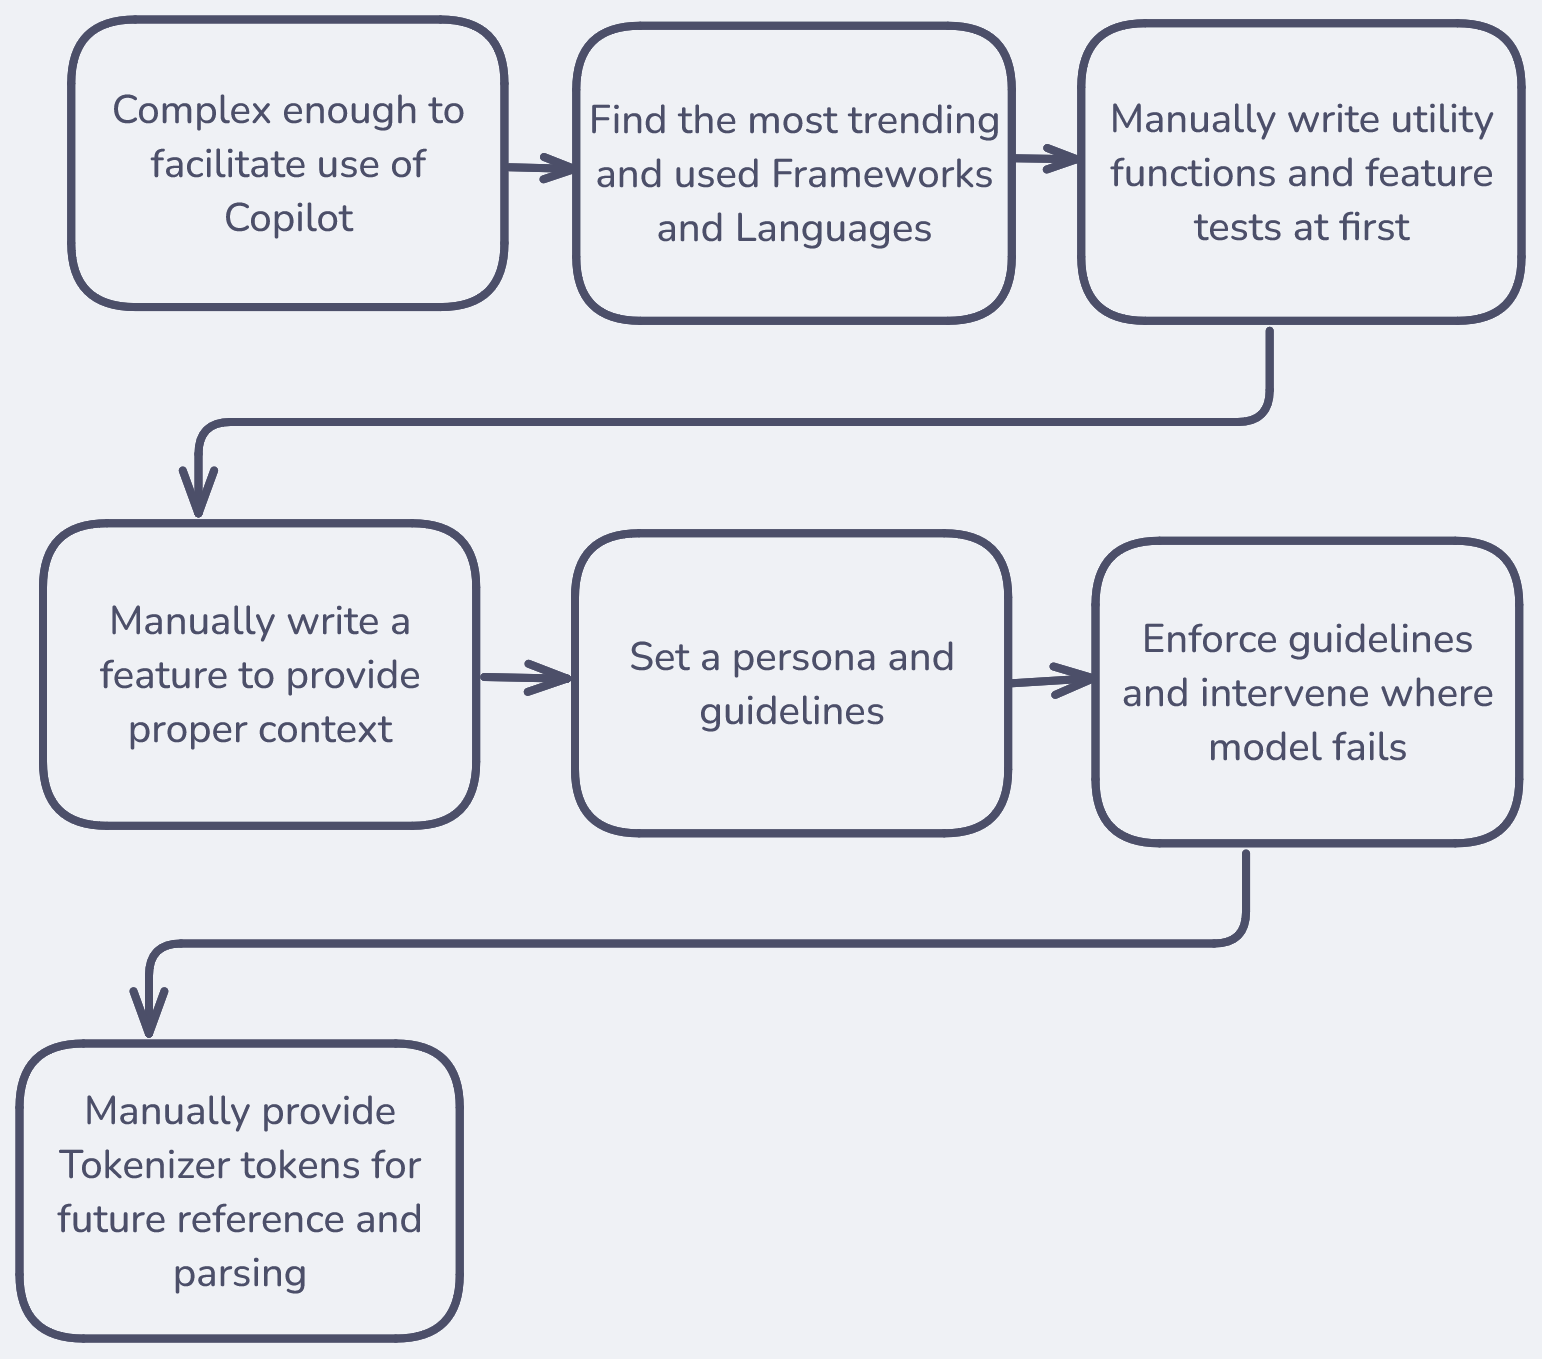 Complex enough to
facilitate use of
Copilot
Find the most trending
and used Frameworks
and Languages
Manually write utility
functions and feature
tests at first
Manually write a
feature to provide
proper context
Set a persona and
guidelines
Enforce guidelines
and intervene where
model fails
Manually provide
Tokenizer tokens for
future reference and
parsing